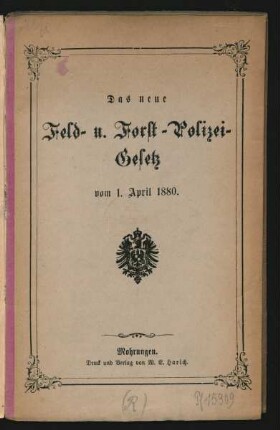 Das neue
Feld- u. Forst-Polizei-
Gesetz
vom 1. April 1880.
Mohrungen.
Druck und Verlag von W. E. Harich.
(R)